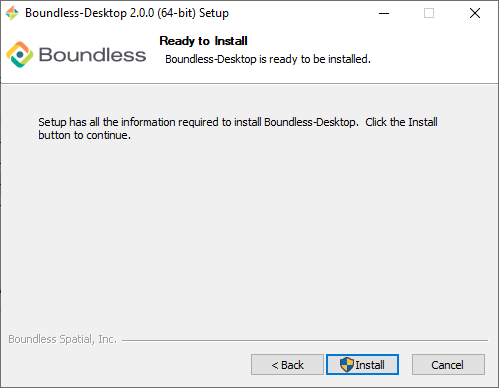 Boundless-Desktop 2.0.0 (64-bit) Setup
Boundless
Ready to Install
Boundless-Desktop is ready to be installed.
Setup has all the information required to install Boundless-Desktop.  Click the Install
button to continue.
Boundless Spatial, Inc.
< Back
Install
Cancel